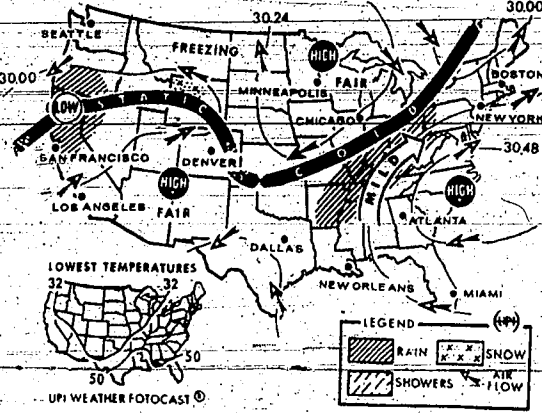 30.24
30.00
SEATTLE
FREEZING
HIGH
FAIR
BOSTON
30.00
MINNEAPOLIS
LOW
STATIC
CHICAGO
COLD
NEW YORK
30.48
SAN FRANCISCO
DENVER
HIGH
MILD
HIGH
LOS ANGELES
FAIR
ATLANTA
DALLAS
LOWEST TEMPERATURES
32
32
NEW ORLEANS
MIAMI
50
50
LEGEND
UPI
RAIN
SNOW
SHOWERS
AIR FLOW
UPI WEATHER FOTOCAST ®